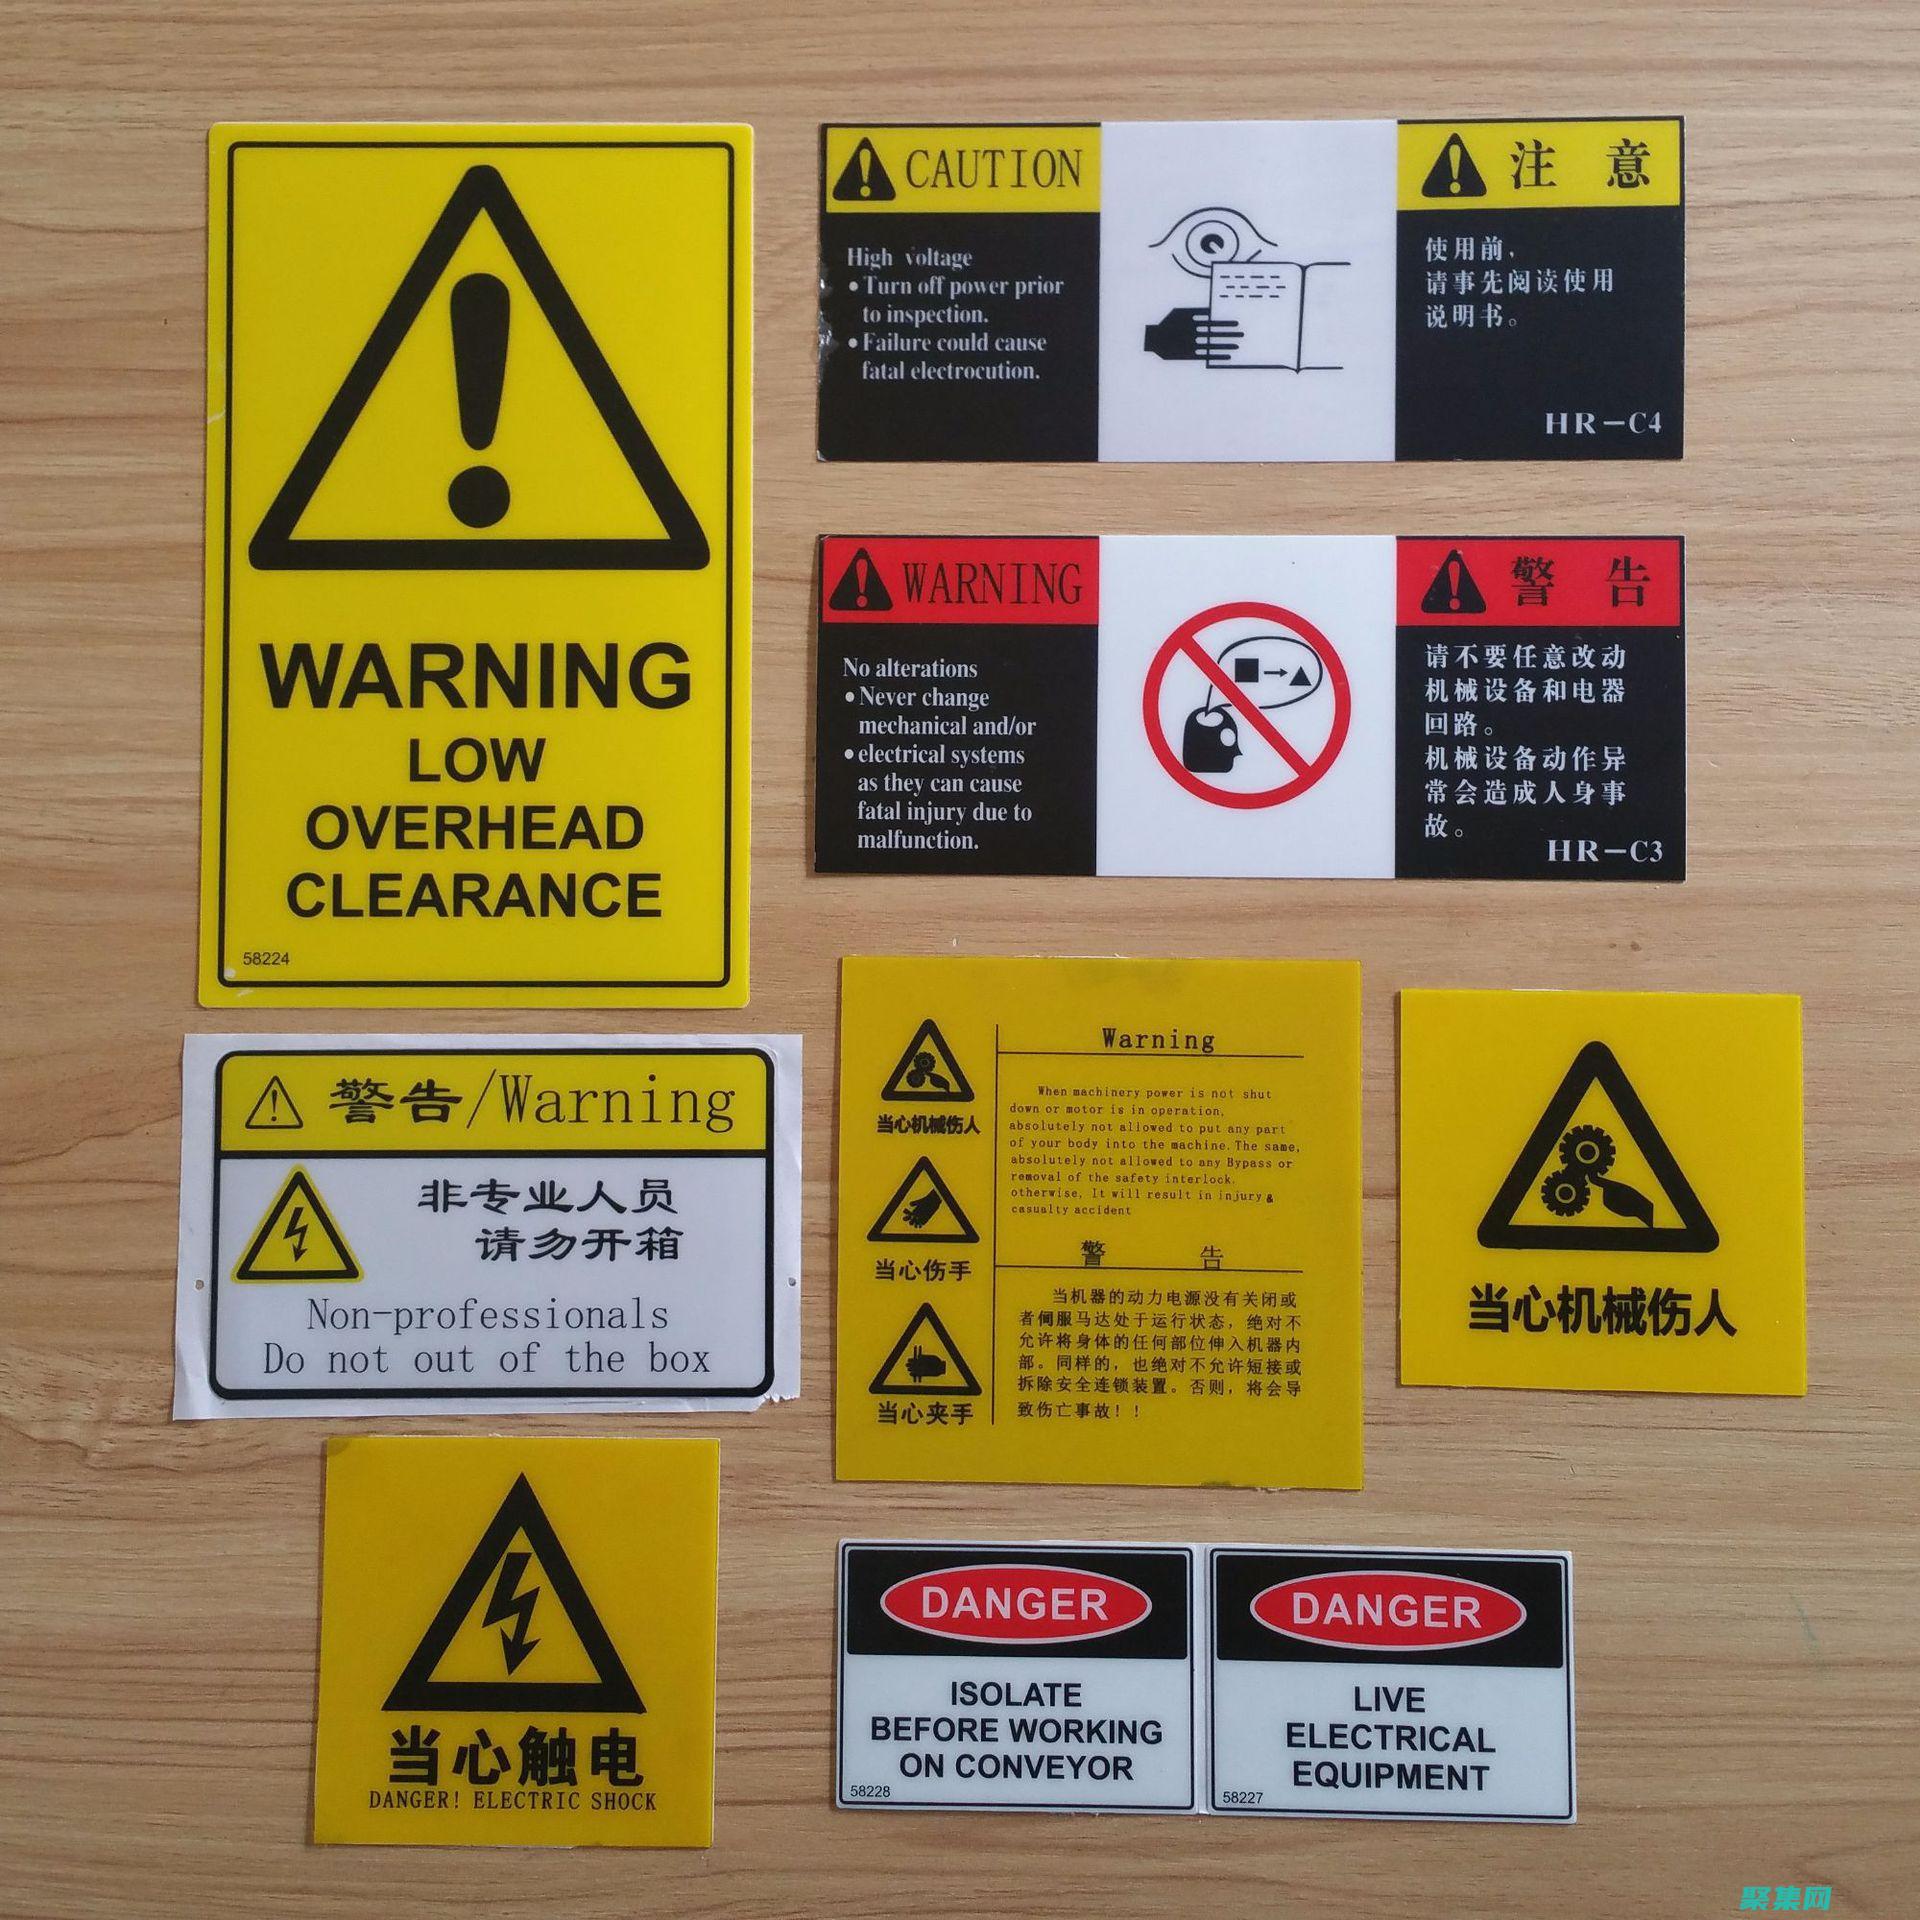 WARNING
LOW
OVERHEAD
CLEARANCE
58224
CAUTION
High voltage
• Turn off power prior
to inspection.
• Failure could cause
fatal electrocution.
注 意
使用前,
请事先阅读使用
说明书。
HR-C4
WARNING
No alterations
• Never change
mechanical and/or
• electrical systems
as they can cause
fatal injury due to
malfunction.
警 告
请不要任意改动
机械设备和电器
回路。
机械设备动作异
常会造成人身事
故。
HR-C3
警告/Warning
非专业人员
请勿开箱
Non-professionals
Do not out of the box
当心机械伤人
当心伤手
当心夹手
Warning
When machinery power is not shut
down or motor is in operation,
absolutely not allowed to put any part
of your body into the machine. The same,
absolutely not allowed to any Bypass or
removal of the safety interlock.
otherwise, It will result in injury &
casualty accident
警 告
当机器的动力电源没有关闭或
者伺服马达处于运行状态，绝对不
允许将身体的任何部位伸入机器内
部。同样的，也绝对不允许短接或
拆除安全连锁装置。否则，将会导
致伤亡事故！！
当心机械伤人
当心触电
DANGER! ELECTRIC SHOCK
DANGER
ISOLATE
BEFORE WORKING
ON CONVEYOR
58228
DANGER
LIVE
ELECTRICAL
EQUIPMENT
58227
聚集网